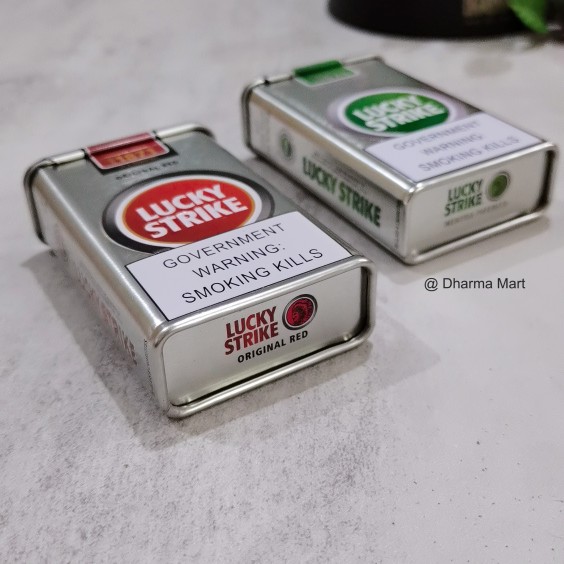 LUCKY
STRIKE
GOVERNMENT
WARNING:
SMOKING KILLS
LUCKY
STRIKE
ORIGINAL RED
LUCKY
STRIKE
GOVERNMENT
WARNING:
SMOKING KILLS
LUCKY STRIKE
LUCKY
STRIKE
@ Dharma Mart